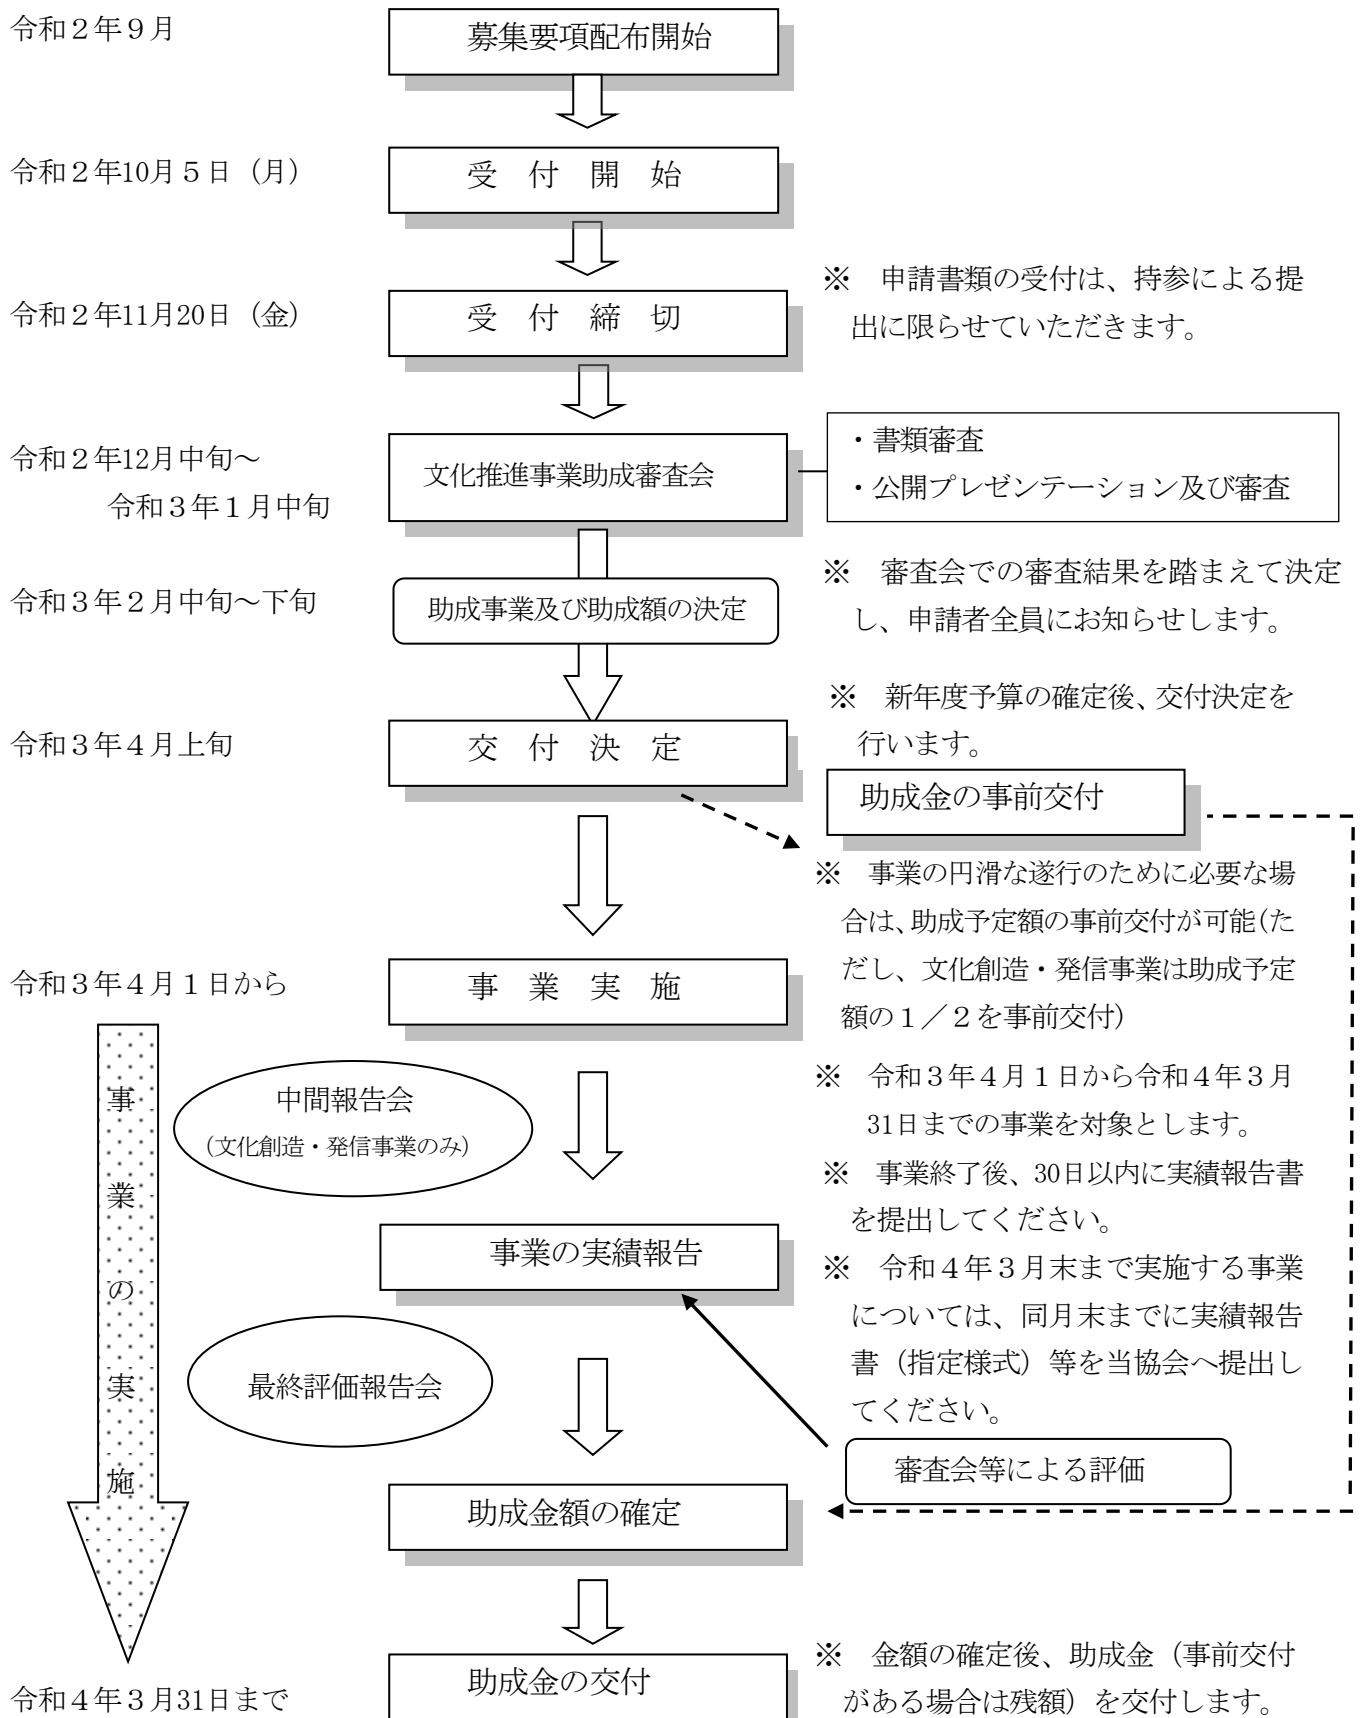 令和２年９月
募集要項配布開始
令和２年10月５日（月）
受　付　開　始
令和２年11月20日（金）
受　付　締　切
※　申請書類の受付は、持参による提
出に限らせていただきます。
令和２年12月中旬～
令和３年１月中旬
文化推進事業助成審査会
・書類審査
・公開プレゼンテーション及び審査
令和３年２月中旬～下旬
助成事業及び助成額の決定
※　審査会での審査結果を踏まえて決定
し、申請者全員にお知らせします。
令和３年４月上旬
交　付　決　定
※　新年度予算の確定後、交付決定を
行います。
助成金の事前交付
※　事業の円滑な遂行のために必要な場
合は、助成予定額の事前交付が可能（た
だし、文化創造・発信事業は助成予定
額の１／２を事前交付）
令和３年４月１日から
事　業　実　施
事業の実施
中間報告会
（文化創造・発信事業のみ）
※　令和３年４月１日から令和４年３月
31日までの事業を対象とします。
※　事業終了後、30日以内に実績報告書
を提出してください。
事業の実績報告
※　令和４年３月末まで実施する事業
については、同月末までに実績報告
書（指定様式）等を当協会へ提出し
てください。
最終評価報告会
審査会等による評価
助成金額の確定
助成金の交付
※　金額の確定後、助成金（事前交付
がある場合は残額）を交付します。
令和４年３月31日まで